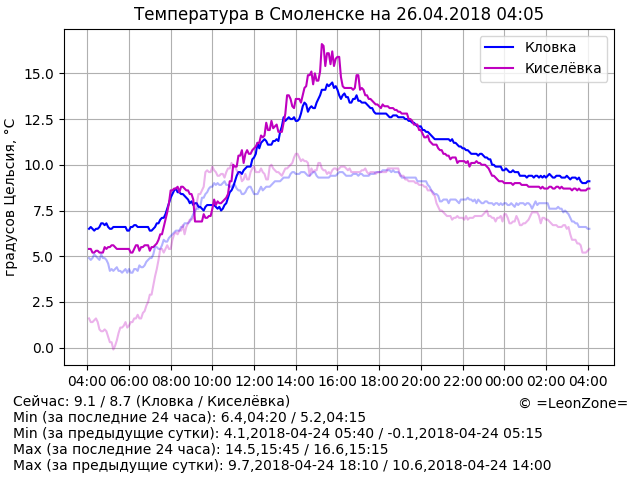 Температура в Смоленске на 26.04.2018 04:05
Кловка
Киселёвка
градусов Цельсия, °C
15.0
12.5
10.0
7.5
5.0
2.5
0.0
04:00 06:00 08:00 10:00 12:00 14:00 16:00 18:00 20:00 22:00 00:00 02:00 04:00
Сейчас: 9.1 / 8.7 (Кловка / Киселёвка)
© =LeonZone=
Min (за последние 24 часа): 6.4,04:20 / 5.2,04:15
Min (за предыдущие сутки): 4.1,2018-04-24 05:40 / -0.1,2018-04-24 05:15
Max (за последние 24 часа): 14.5,15:45 / 16.6,15:15
Max (за предыдущие сутки): 9.7,2018-04-24 18:10 / 10.6,2018-04-24 14:00